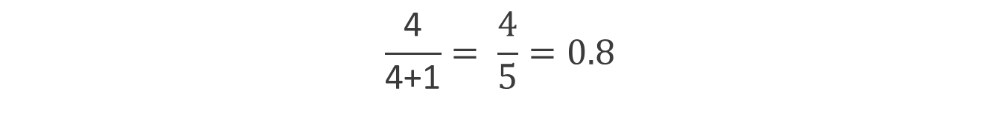 4/4+1 = 4/5 = 0.8